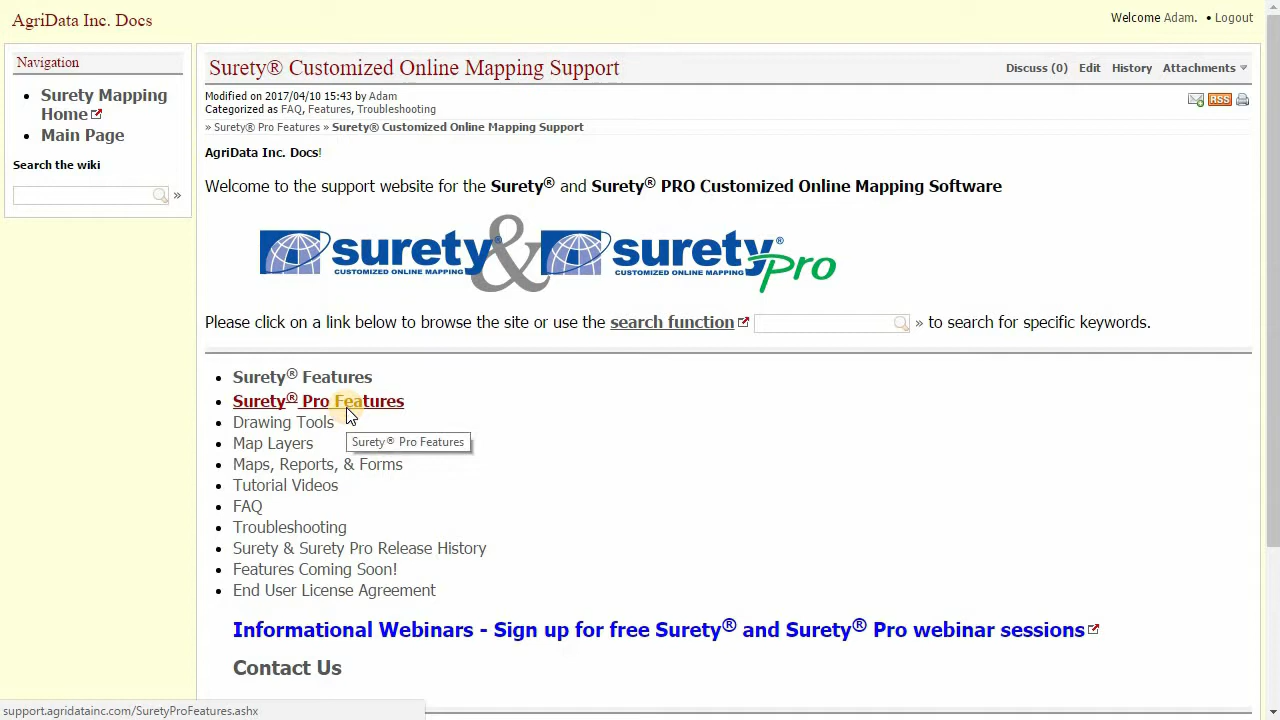 AgriData Inc. Docs
Welcome Adam. • Logout
Navigation
Surety Mapping Home
Main Page
Search the wiki
»
Surety® Customized Online Mapping Support
Discuss (0) Edit History Attachments
Modified on 2017/04/10 15:43 by Adam
Categorized as FAQ, Features, Troubleshooting
RSS
» Surety® Pro Features » Surety® Customized Online Mapping Support
AgriData Inc. Docs!
Welcome to the support website for the Surety® and Surety® PRO Customized Online Mapping Software
surety® & surety® pro
CUSTOMIZED ONLINE MAPPING CUSTOMIZED ONLINE MAPPING
Please click on a link below to browse the site or use the search function » to search for specific keywords.
Surety® Features
Surety® Pro Features
Drawing Tools
Surety® Pro Features
Map Layers
Maps, Reports, & Forms
Tutorial Videos
FAQ
Troubleshooting
Surety & Surety Pro Release History
Features Coming Soon!
End User License Agreement
Informational Webinars - Sign up for free Surety® and Surety® Pro webinar sessions
Contact Us
support.agridatainc.com/SuretyProFeatures.ashx